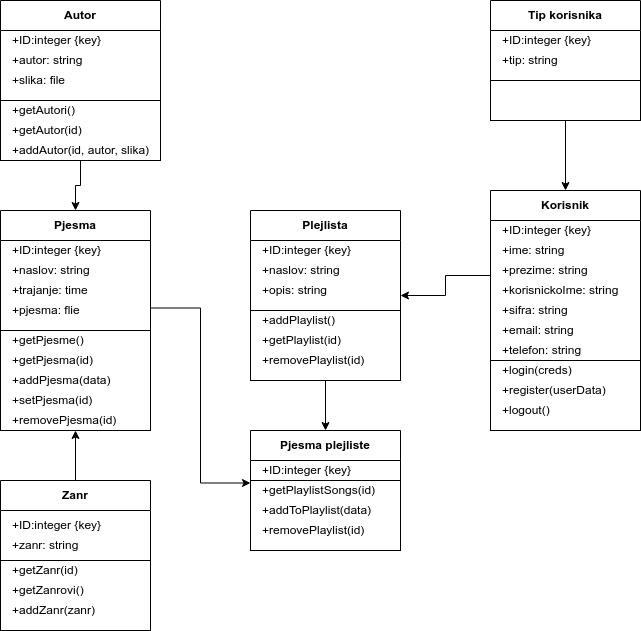 Autor
+ID:integer {key}
+autor: string
+slika: file
+getAutori()
+getAutor(id)
+addAutor(id, autor, slika)
Tip korisnika
+ID:integer {key}
+tip: string
Pjesma
+ID:integer {key}
+naslov: string
+trajanje: time
+pjesma: flie
+getPjesme()
+getPjesma(id)
+addPjesma(data)
+setPjesma(id)
+removePjesma(id)
Plejlista
+ID:integer {key}
+naslov: string
+opis: string
+addPlaylist()
+getPlaylist(id)
+removePlaylist(id)
Korisnik
+ID:integer {key}
+ime: string
+prezime: string
+korisnickoIme: string
+sifra: string
+email: string
+telefon: string
+login(creds)
+register(userData)
+logout()
Pjesma plejliste
+ID:integer {key}
+getPlaylistSongs(id)
+addToPlaylist(data)
+removePlaylist(id)
Zanr
+ID:integer {key}
+zanr: string
+getZanr(id)
+getZanrovi()
+addZanr(zanr)